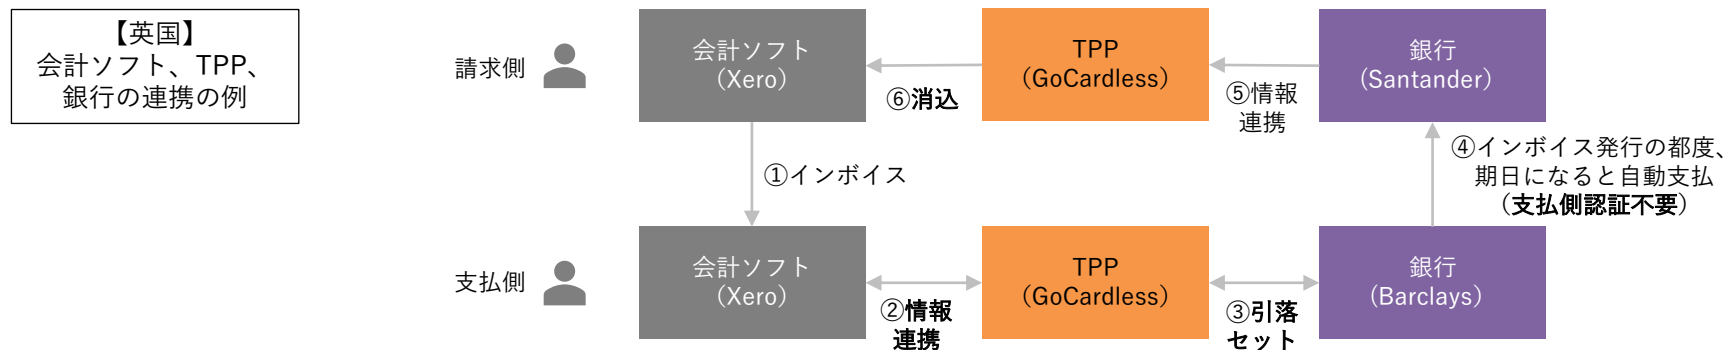 【英国】
会計ソフト、TPP、
銀行の連携の例
請求側
会計ソフト
（Xero）
⑥消込
TPP
（GoCardless）
⑤情報
連携
銀行
（Santander）
①インボイス
④インボイス発行の都度、
期日になると自動支払
（支払側認証不要）
支払側
会計ソフト
（Xero）
②情報
連携
TPP
（GoCardless）
③引落
セット
銀行
（Barclays）